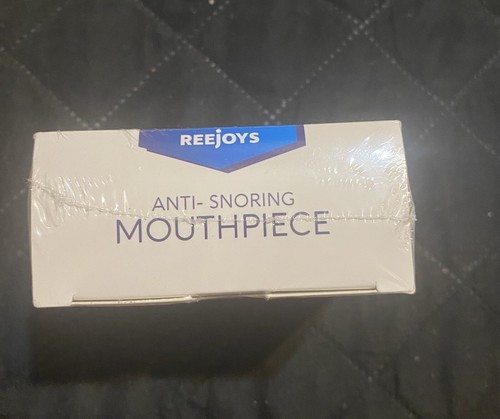 REEJOYS
ANTI- SNORING
MOUTHPIECE